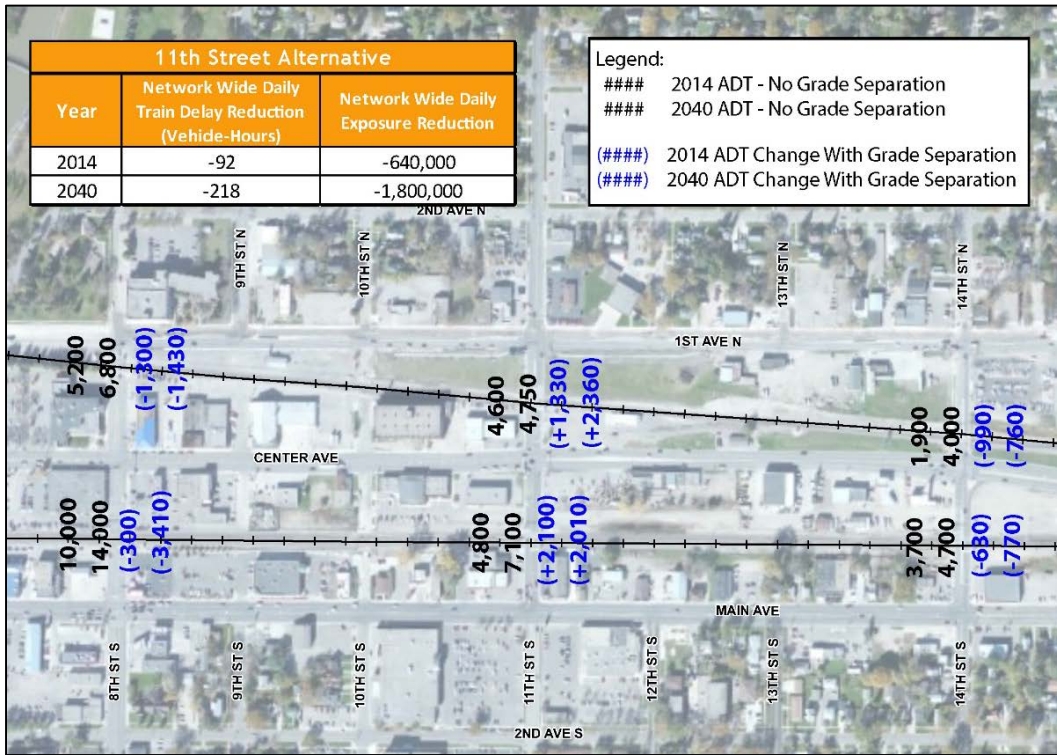 11th Street Alternative
Year
Network Wide Daily
Train Delay Reduction
(Vehicle-Hours)
Network Wide Daily
Exposure Reduction
2014 -92 -640,000
2040 -218 -1,800,000
Legend:
#### 2014 ADT - No Grade Separation
#### 2040 ADT - No Grade Separation
(####) 2014 ADT Change With Grade Separation
(####) 2040 ADT Change With Grade Separation
2ND AVE N
9TH ST N
10TH ST N
13TH ST N
14TH ST N
1ST AVE N
5,200
6,800
(-1,300)
(-1,430)
4,600
4,750
(+1,330)
(+2,360)
1,900
4,000
(-990)
(-760)
CENTER AVE
10,000
14,000
(-300)
(-3,410)
4,800
7,100
(+2,100)
(+2,010)
3,700
4,700
(-630)
(-770)
MAIN AVE
8TH ST S
9TH ST S
10TH ST S
11TH ST S
12TH ST S
13TH ST S
14TH ST S
2ND AVE S